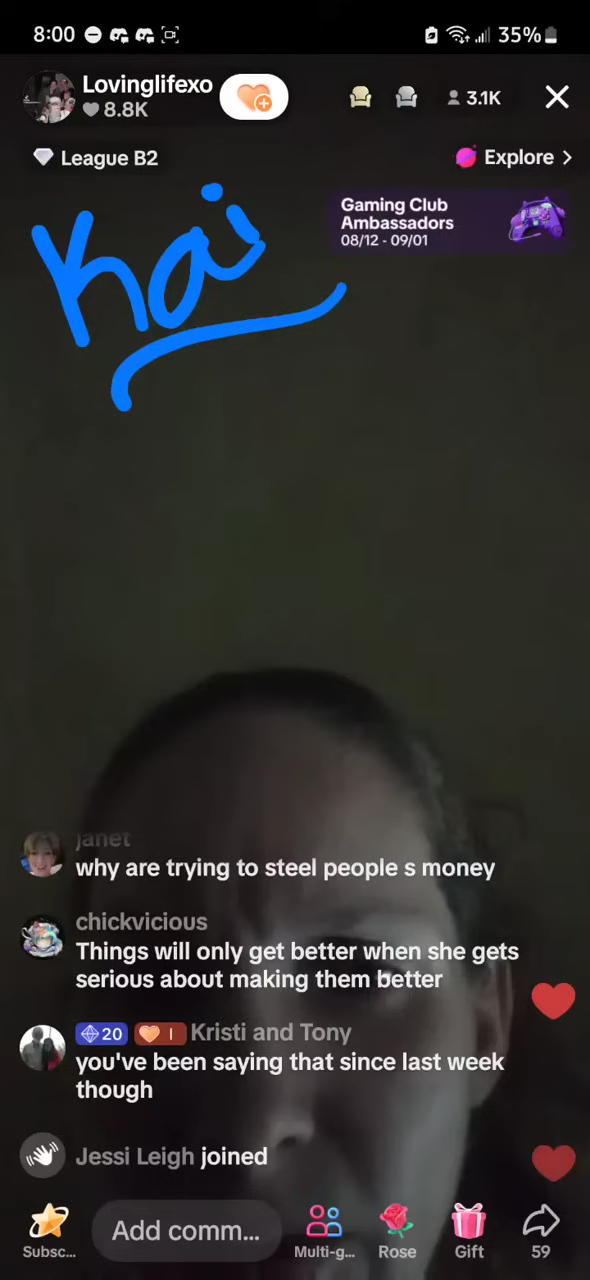 8:00
35%
Lovinglifexo
8.8K
3.1K
League B2
Explore
Kai
Gaming Club
Ambassadors
08/12 - 09/01
janet
why are trying to steel people s money
chickvicious
Things will only get better when she gets
serious about making them better
20 I Kristi and Tony
you've been saying that since last week
though
Jessi Leigh joined
Add comm...
Subsc...
Multi-g...
Rose
Gift
59